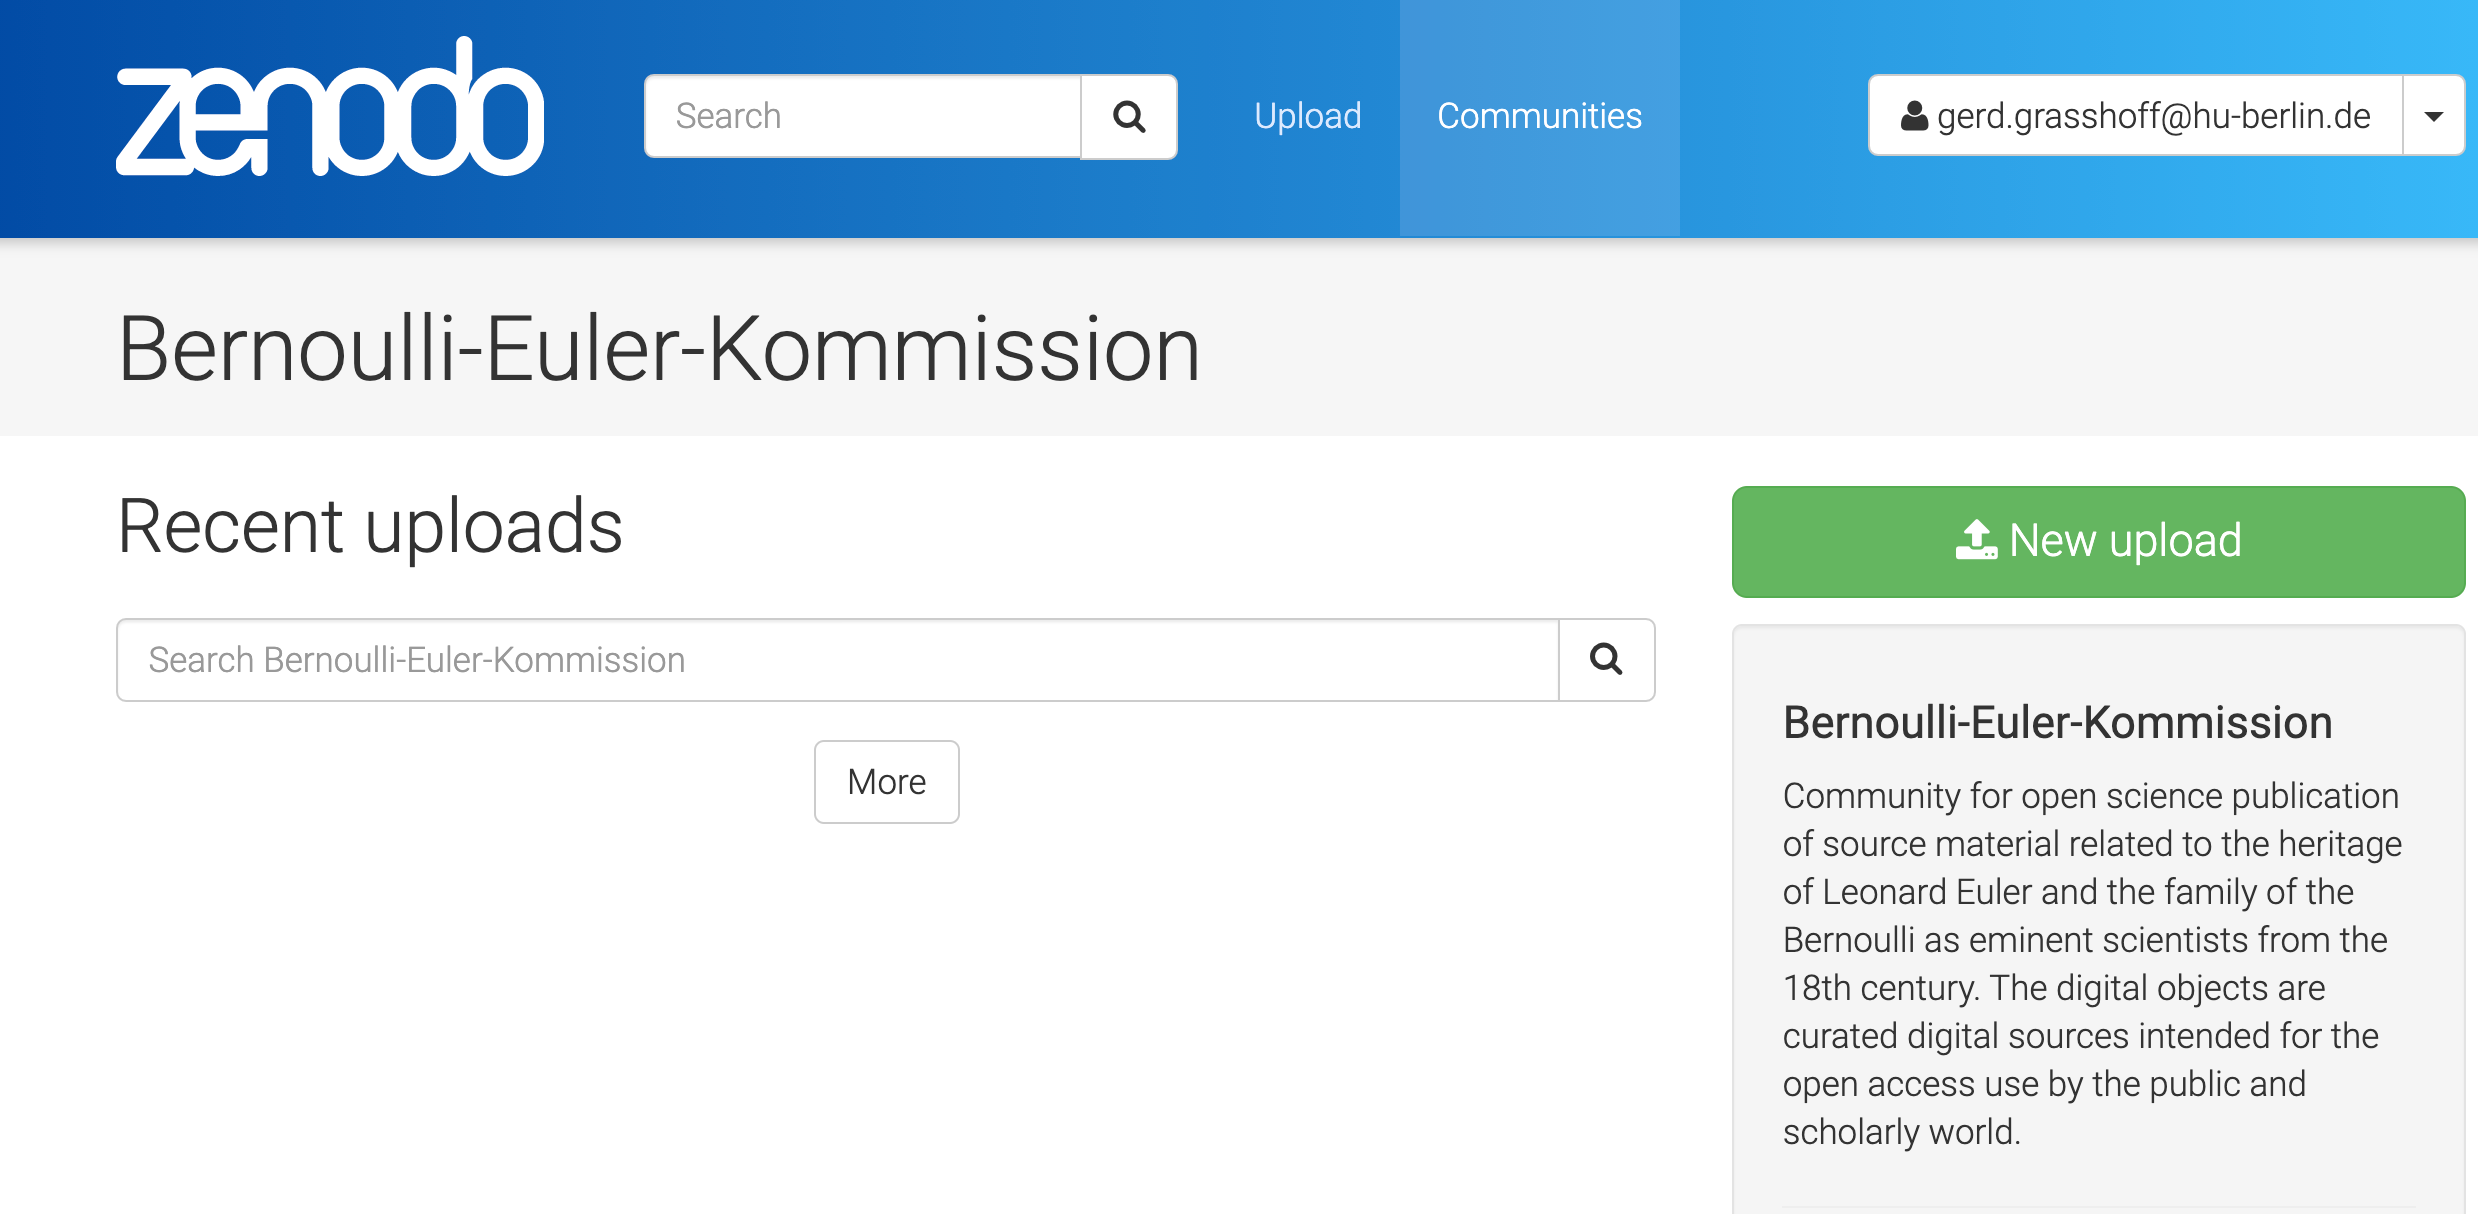 zenodo
Search
Upload
Communities
gerd.grasshoff@hu-berlin.de
Bernoulli-Euler-Kommission
Recent uploads
New upload
Search Bernoulli-Euler-Kommission
More
Bernoulli-Euler-Kommission
Community for open science publication
of source material related to the heritage
of Leonard Euler and the family of the
Bernoulli as eminent scientists from the
18th century. The digital objects are
curated digital sources intended for the
open access use by the public and
scholarly world.